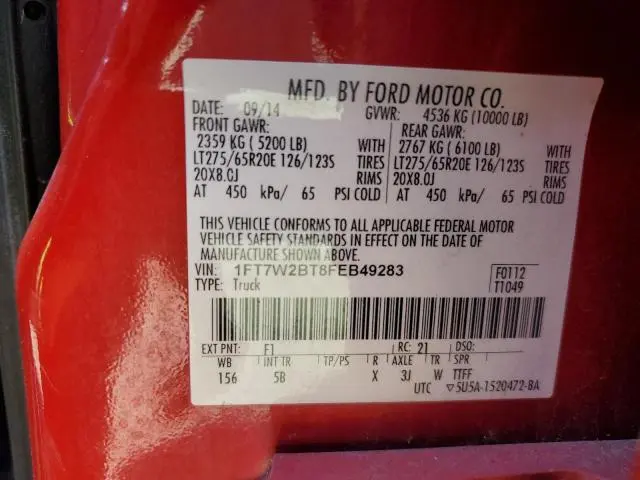 MFD. BY FORD MOTOR CO.
DATE: 09/14 GVWR: 4536 KG (10000 LB)
FRONT GAWR: REAR GAWR:
2359 KG ( 5200 LB) WITH 2767 KG ( 6100 LB) WITH
LT275/65R20E 126/123S TIRES LT275/65R20E 126/123S TIRES
20X8.0J RIMS 20X8.0J RIMS
AT 450 kPa/ 65 PSI COLD AT 450 kPa/ 65 PSI COLD
THIS VEHICLE CONFORMS TO ALL APPLICABLE FEDERAL MOTOR
VEHICLE SAFETY STANDARDS IN EFFECT ON THE DATE OF
MANUFACTURE SHOWN ABOVE.
VIN: 1FT7W2BT8FEB49283 F0112
TYPE: Truck T1049
EXT PNT: F1 RC: 21 DSO:
WB INT TR TP/PS R AXLE TR SPR
156 5B X 3J W TTFF
UTC ▽5U5A-1520472-BA